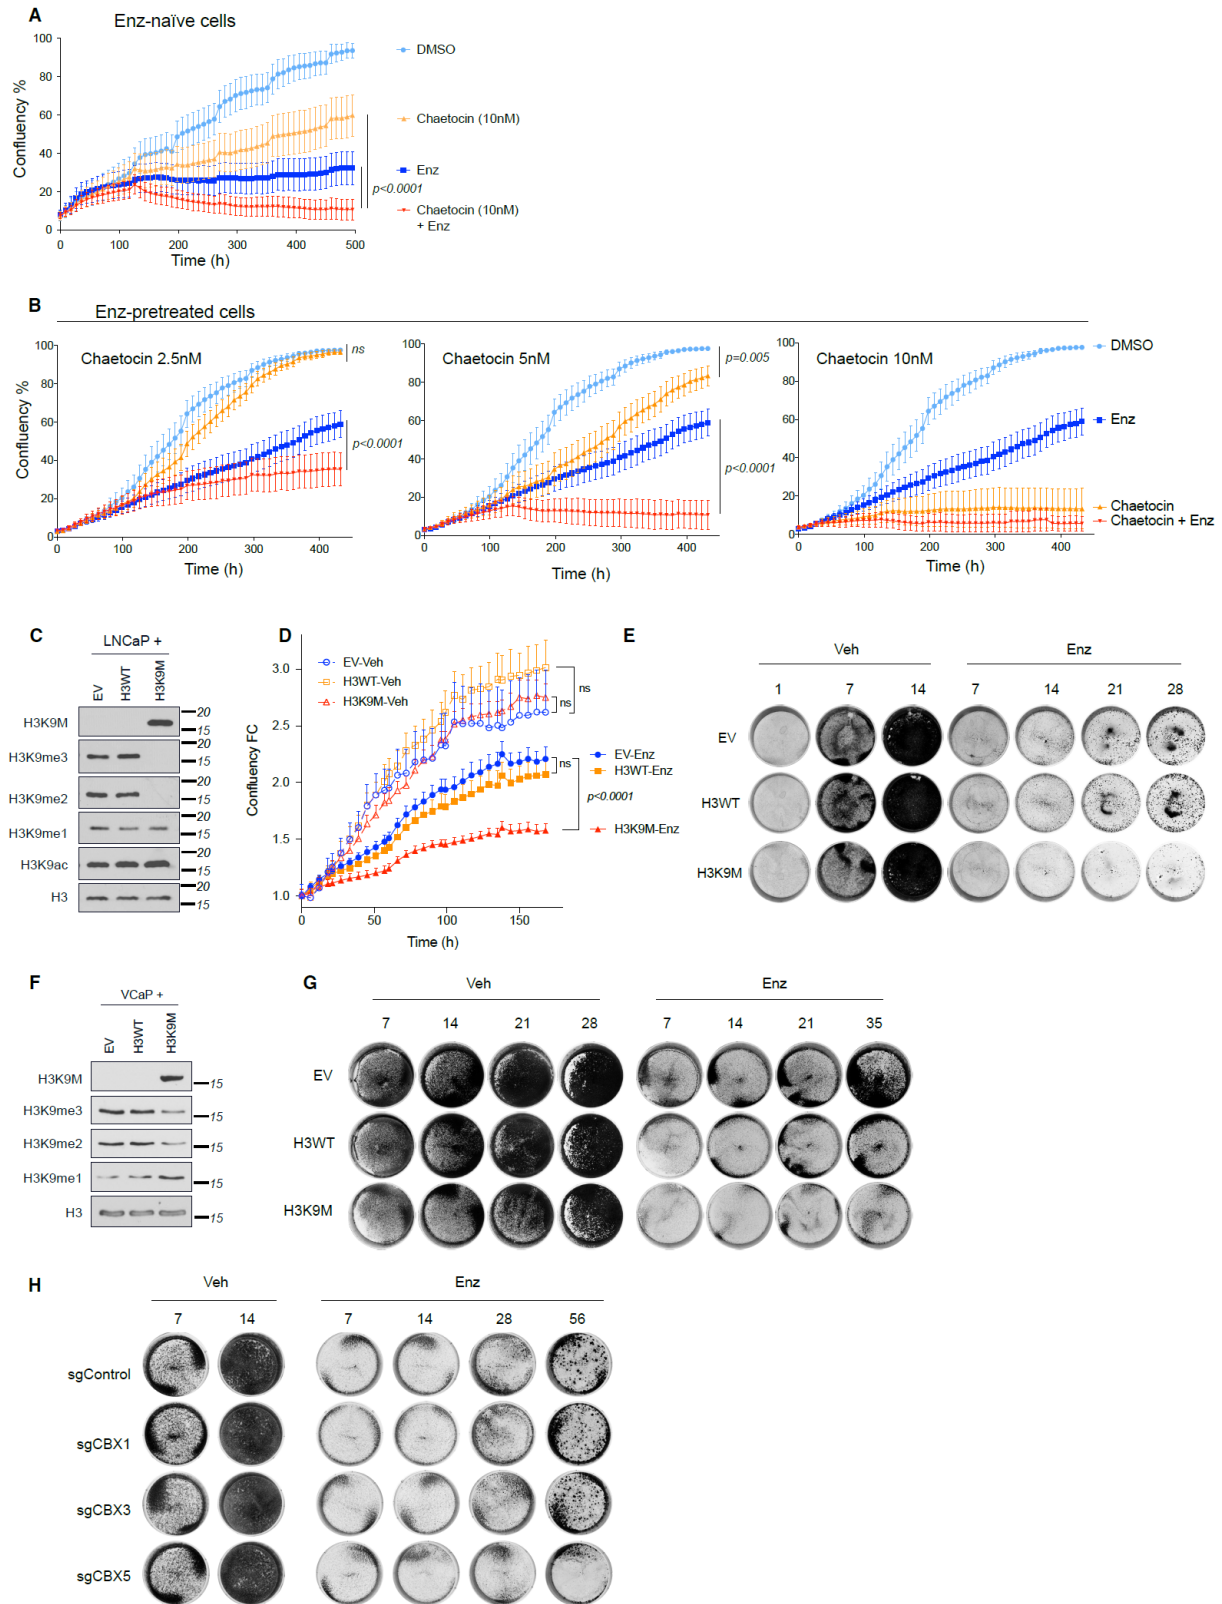 A
Enz-naïve cells
Confluency %
100
80
60
40
20
0
0 100 200 300 400 500
Time (h)
DMSO
Chaetocin (10nM)
Enz
p<0.0001
Chaetocin (10nM)
+ Enz
B
Enz-pretreated cells
Chaetocin 2.5nM
Confluency %
100
80
60
40
20
0
0 100 200 300 400
Time (h)
ns
p<0.0001
Chaetocin 5nM
100
80
60
40
20
0
0 100 200 300 400
Time (h)
p=0.005
p<0.0001
Chaetocin 10nM
100
80
60
40
20
0
0 100 200 300 400
Time (h)
DMSO
Enz
Chaetocin
Chaetocin + Enz
C
LNCaP +
EV H3WT H3K9M
H3K9M 20 15
H3K9me3 20 15
H3K9me2 20 15
H3K9me1 20 15
H3K9ac 20 15
H3 20 15
D
Confluency FC
3.0
2.5
2.0
1.5
1.0
0 50 100 150
Time (h)
EV-Veh
H3WT-Veh
H3K9M-Veh
ns
ns
EV-Enz
ns
H3WT-Enz
p<0.0001
H3K9M-Enz
E
Veh Enz
1 7 14 7 14 21 28
EV
H3WT
H3K9M
F
VCaP +
EV H3WT H3K9M
H3K9M 15
H3K9me3 15
H3K9me2 15
H3K9me1 15
H3 15
G
Veh Enz
7 14 21 28 7 14 21 35
EV
H3WT
H3K9M
H
Veh Enz
7 14 7 14 28 56
sgControl
sgCBX1
sgCBX3
sgCBX5